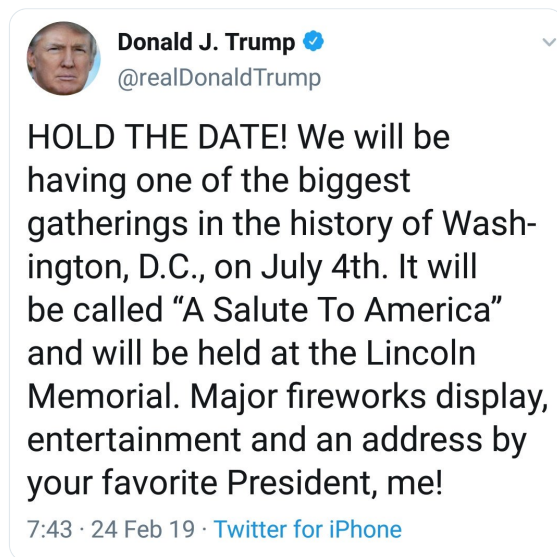 Donald J. Trump
@realDonaldTrump
HOLD THE DATE! We will be
having one of the biggest
gatherings in the history of Wash-
ington, D.C., on July 4th. It will
be called “A Salute To America”
and will be held at the Lincoln
Memorial. Major fireworks display,
entertainment and an address by
your favorite President, me!
7:43 · 24 Feb 19 · Twitter for iPhone